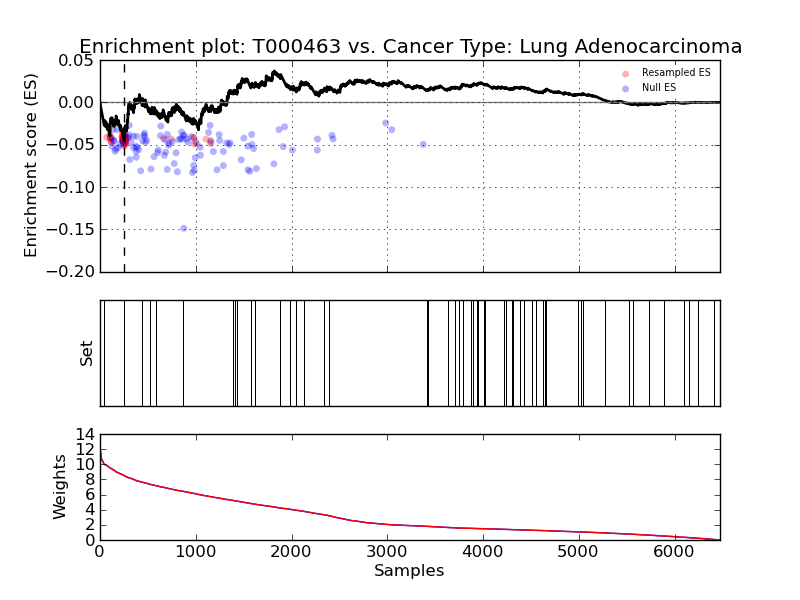 Enrichment plot: T000463 vs. Cancer Type: Lung Adenocarcinoma
Enrichment score (ES)
0.05
0.00
−0.05
−0.10
−0.15
−0.20
Resampled ES
Null ES
Set
Weights
14
12
10
8
6
4
2
0
0 1000 2000 3000 4000 5000 6000
Samples